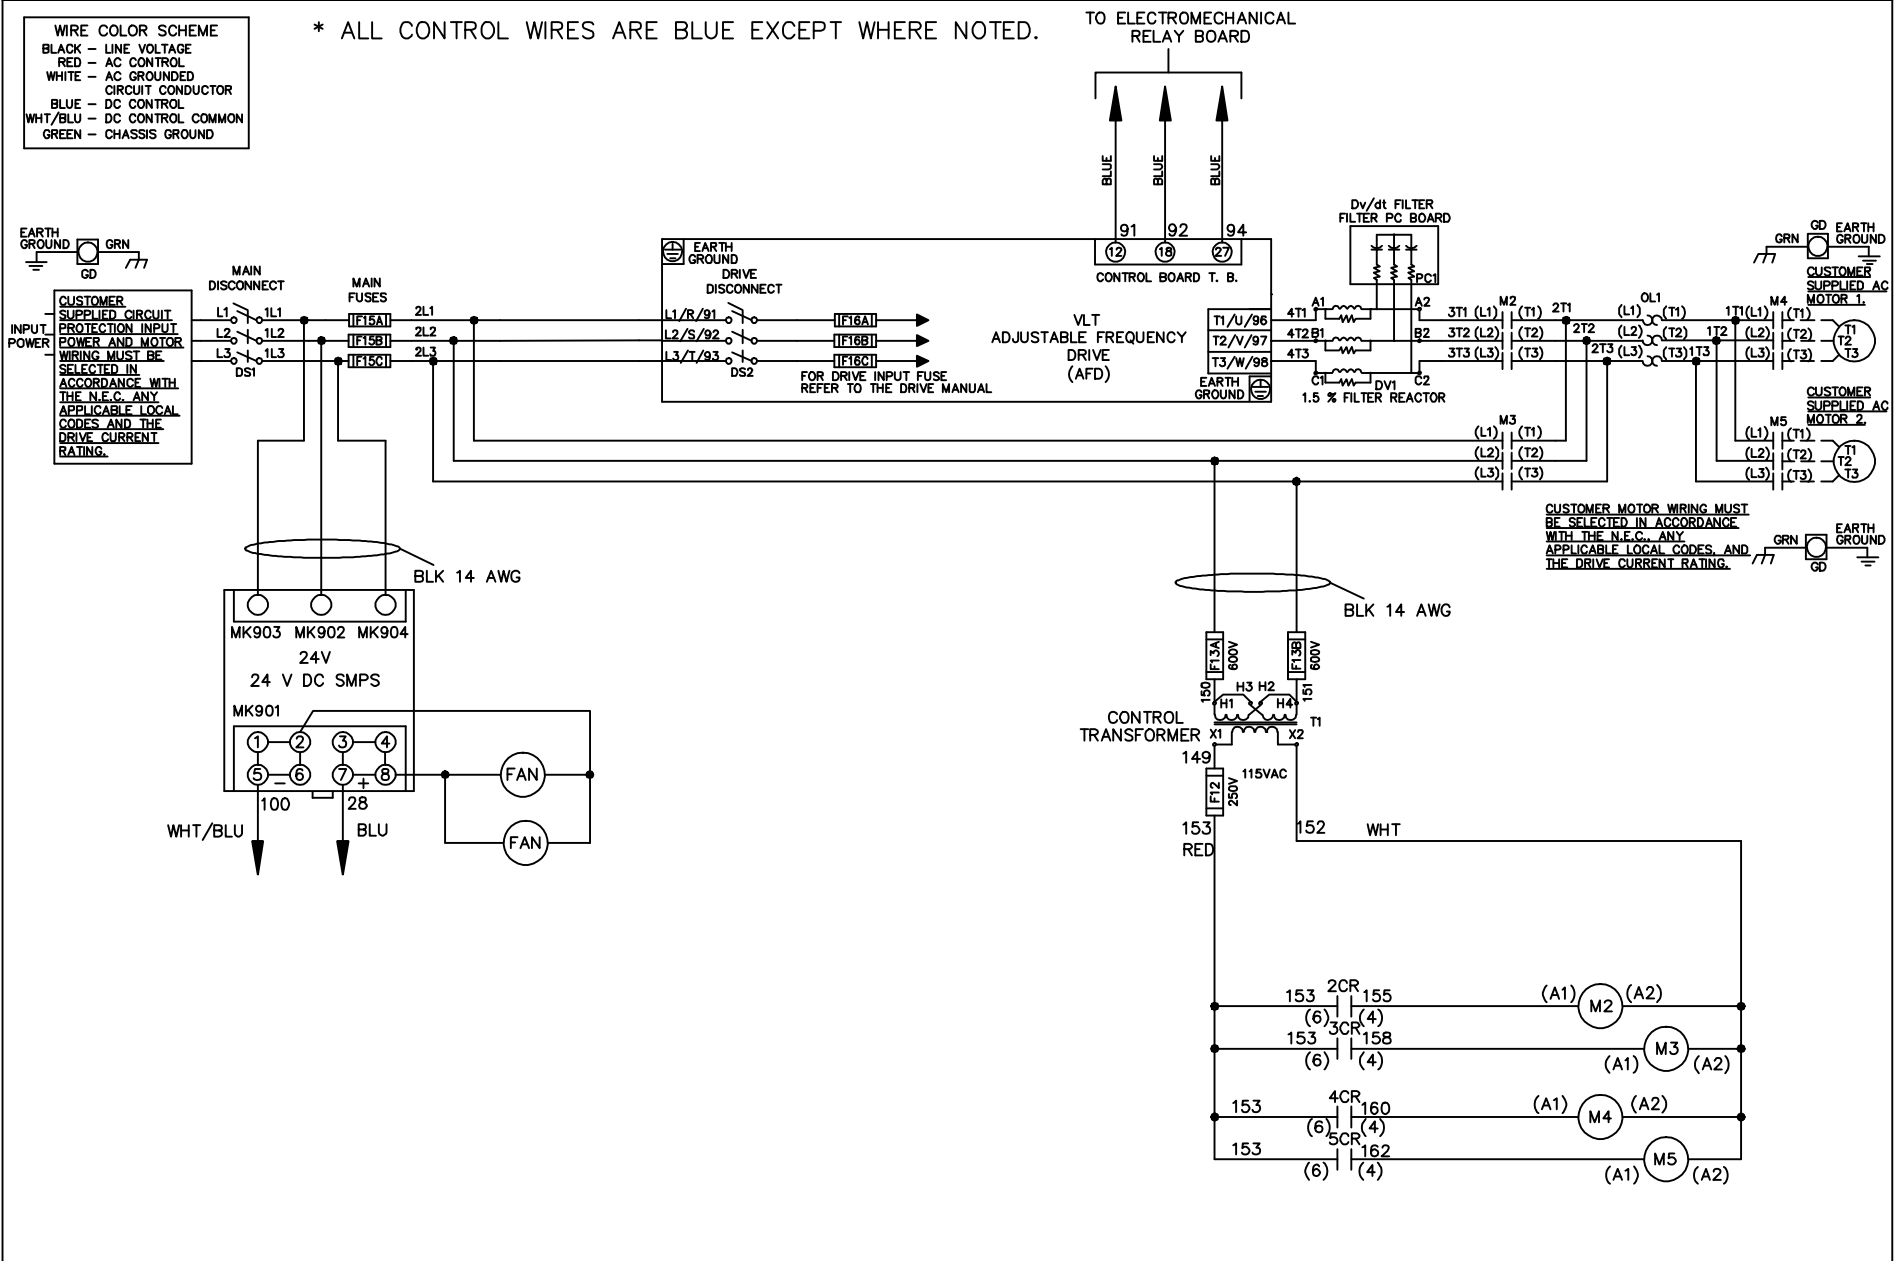 WIRE COLOR SCHEME
BLACK – LINE VOLTAGE
RED – AC CONTROL
WHITE – AC GROUNDED
CIRCUIT CONDUCTOR
BLUE – DC CONTROL
WHT/BLU – DC CONTROL COMMON
GREEN – CHASSIS GROUND
* ALL CONTROL WIRES ARE BLUE EXCEPT WHERE NOTED.
TO ELECTROMECHANICAL
RELAY BOARD
BLUE
BLUE
BLUE
91 92 94
12 18 27
CONTROL BOARD T. B.
EARTH
GROUND
GRN
GD
INPUT
POWER
CUSTOMER
SUPPLIED CIRCUIT
PROTECTION INPUT
POWER AND MOTOR
WIRING MUST BE
SELECTED IN
ACCORDANCE WITH
THE N.E.C. ANY
APPLICABLE LOCAL
CODES AND THE
DRIVE CURRENT
RATING.
MAIN
DISCONNECT
L1 1L1
L2 1L2
L3 1L3
DS1
MAIN
FUSES
F15A
F15B
F15C
2L1
2L2
2L3
EARTH
GROUND
DRIVE
DISCONNECT
L1/R/91
L2/S/92
L3/T/93
DS2
F16A
F16B
F16C
FOR DRIVE INPUT FUSE
REFER TO THE DRIVE MANUAL
VLT
ADJUSTABLE FREQUENCY
DRIVE
(AFD)
T1/U/96
T2/V/97
T3/W/98
EARTH
GROUND
4T1
4T2
4T3
Dv/dt FILTER
FILTER PC BOARD
PC1
A1 A2
B1 B2
C1 C2
DV1
1.5 % FILTER REACTOR
M2
3T1 (L1) (T1)
3T2 (L2) (T2)
3T3 (L3) (T3)
2T1
2T2
2T3
OL1
(L1) (T1)
(L2) (T2)
(L3) (T3)
1T1
1T2
1T3
M4
(L1) (T1)
(L2) (T2)
(L3) (T3)
GRN
GD
EARTH
GROUND
CUSTOMER
SUPPLIED AC
MOTOR 1.
T1
T2
T3
M3
(L1) (T1)
(L2) (T2)
(L3) (T3)
M5
(L1) (T1)
(L2) (T2)
(L3) (T3)
CUSTOMER
SUPPLIED AC
MOTOR 2.
T1
T2
T3
CUSTOMER MOTOR WIRING MUST
BE SELECTED IN ACCORDANCE
WITH THE N.E.C., ANY
APPLICABLE LOCAL CODES, AND
THE DRIVE CURRENT RATING.
GRN
GD
EARTH
GROUND
BLK 14 AWG
MK903 MK902 MK904
24V
24 V DC SMPS
MK901
1 2 3 4
5 – 6 7 + 8
100 28
WHT/BLU BLU
FAN
FAN
BLK 14 AWG
F13A
600V
F13B
600V
150
151
H3 H2
H1 H4
CONTROL
TRANSFORMER
T1
X1 X2
149
115VAC
F12
250V
153
RED
152 WHT
2CR
153 155
(6) (4)
(A1) M2 (A2)
3CR
153 158
(6) (4)
(A1) M3 (A2)
4CR
153 160
(6) (4)
(A1) M4 (A2)
5CR
153 162
(6) (4)
(A1) M5 (A2)